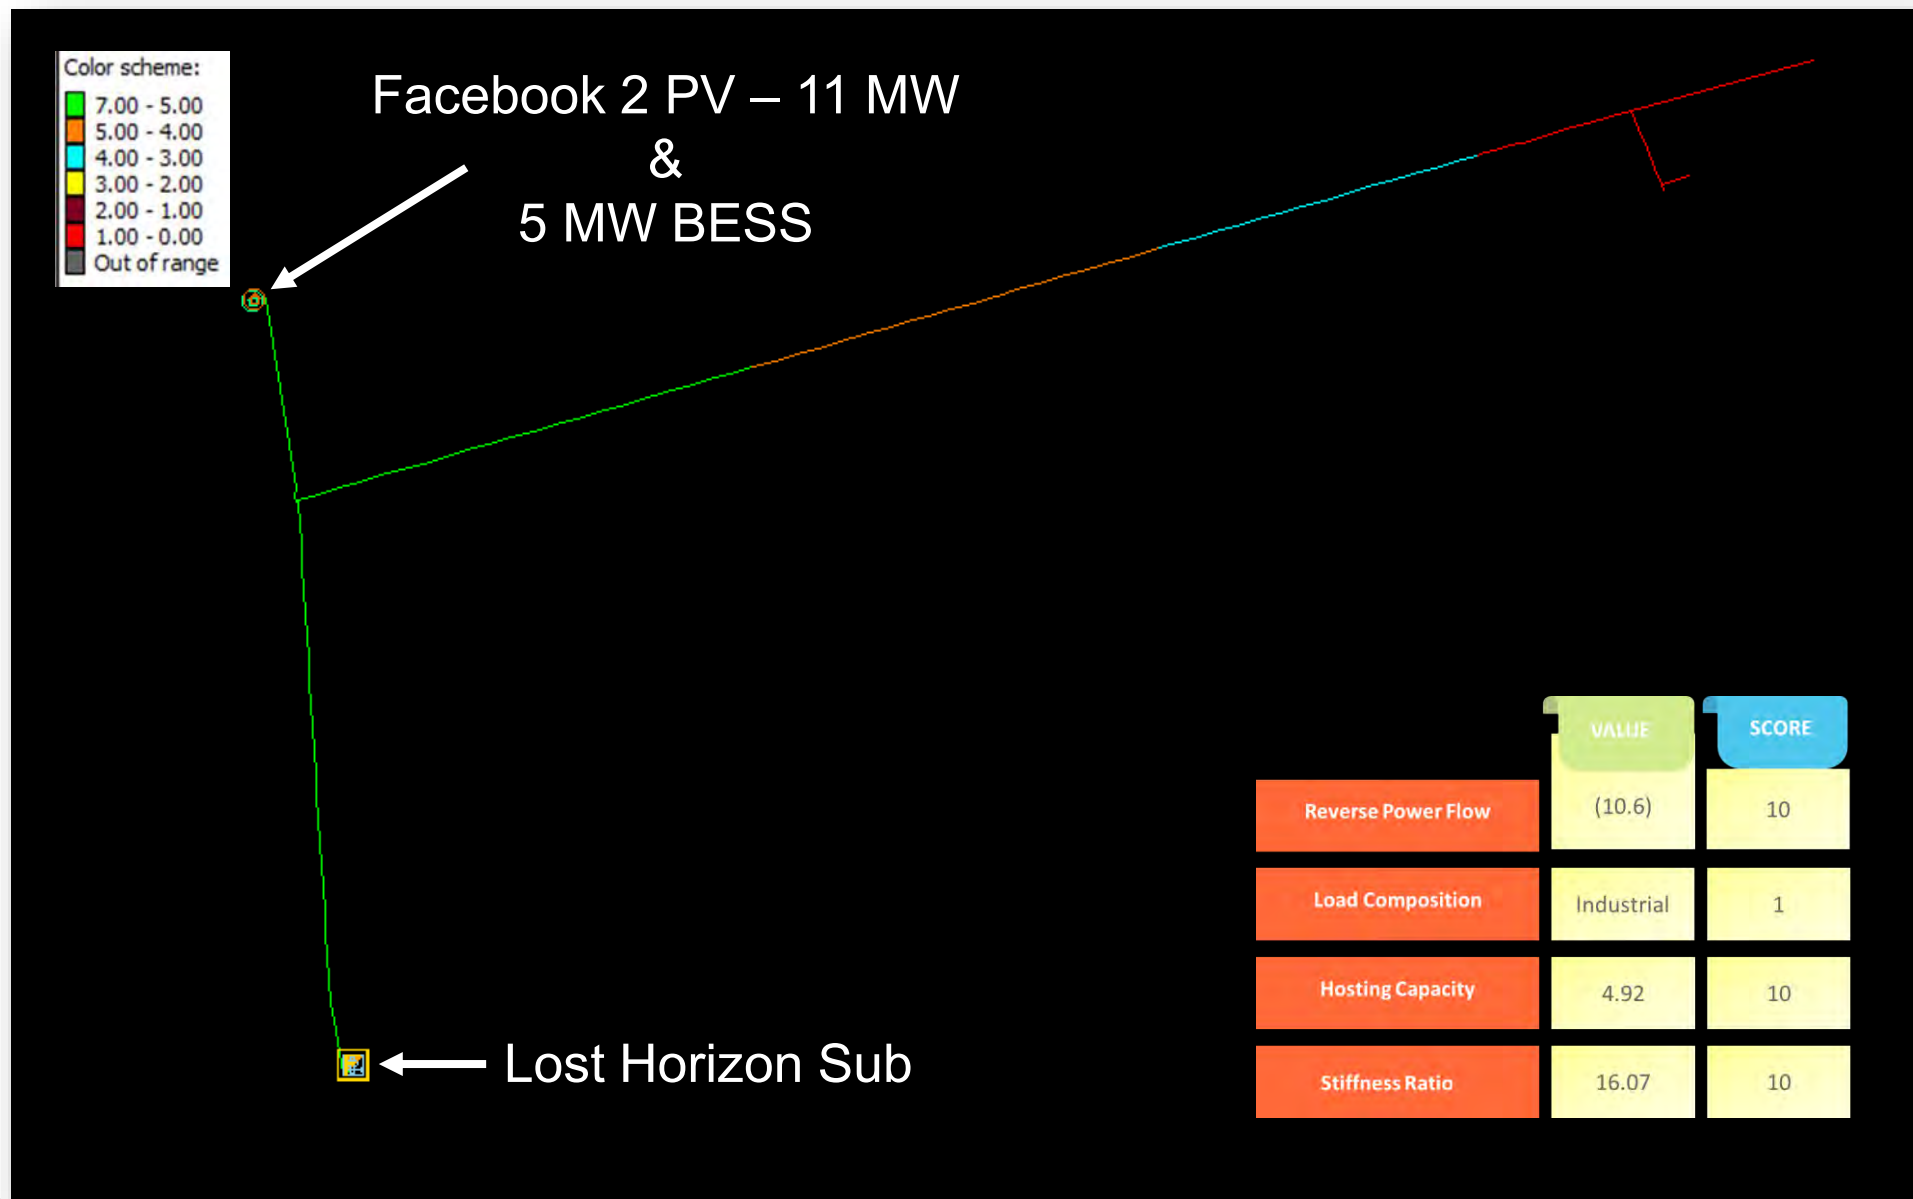 Color scheme:
7.00 - 5.00
5.00 - 4.00
4.00 - 3.00
3.00 - 2.00
2.00 - 1.00
1.00 - 0.00
Out of range
Facebook 2 PV – 11 MW
&
5 MW BESS
Lost Horizon Sub
VALUE SCORE
Reverse Power Flow (10.6) 10
Load Composition Industrial 1
Hosting Capacity 4.92 10
Stiffness Ratio 16.07 10